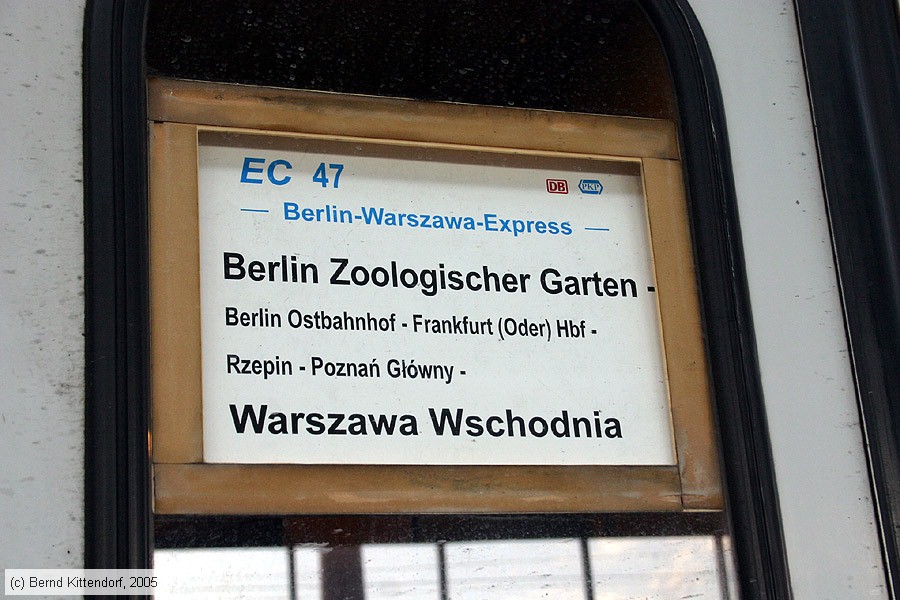 EC 47
DB PKP
— Berlin-Warszawa-Express —
Berlin Zoologischer Garten -
Berlin Ostbahnhof - Frankfurt (Oder) Hbf -
Rzepin - Poznań Główny -
Warszawa Wschodnia
(c) Bernd Kittendorf, 2005